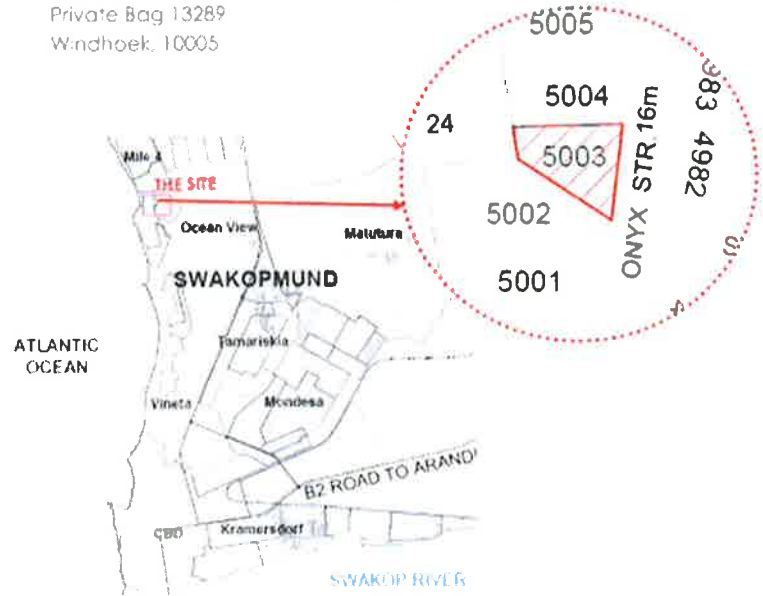 Private Bag 13289
Windhoek, 10005
5005
5004
983 4982
24
5003
ONYX STR. 16m
5002
5001
Mile 4
THE SITE
Ocean View
Matutura
SWAKOPMUND
ATLANTIC
OCEAN
Tamariskia
Vineta
Mondesa
B2 ROAD TO ARANDI
CBD
Kramersdorf
SWAKOP RIVER